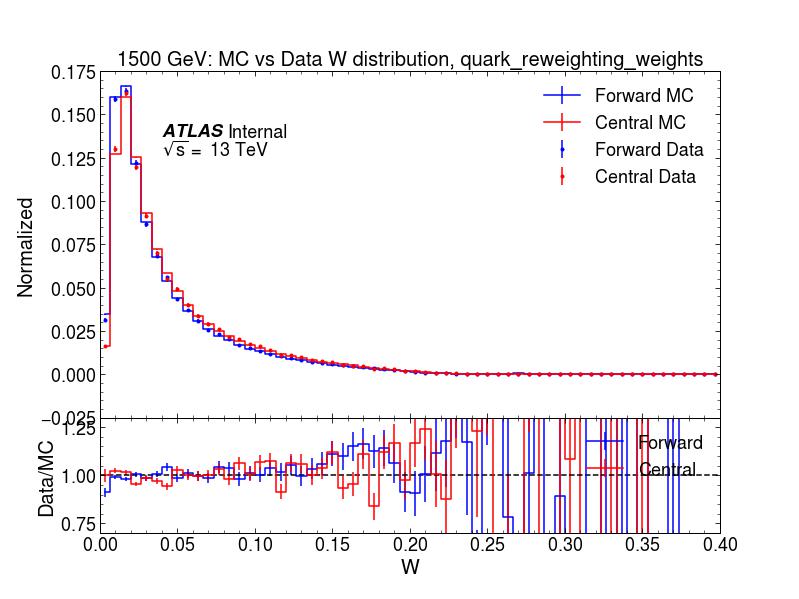 1500 GeV: MC vs Data W distribution, quark_reweighting_weights
0.175
0.150
0.125
0.100
0.075
0.050
0.025
0.000
−0.025
Normalized
ATLAS Internal
√s = 13 TeV
Forward MC
Central MC
Forward Data
Central Data
1.25
1.00
0.75
Data/MC
Forward
Central
0.00 0.05 0.10 0.15 0.20 0.25 0.30 0.35 0.40
W